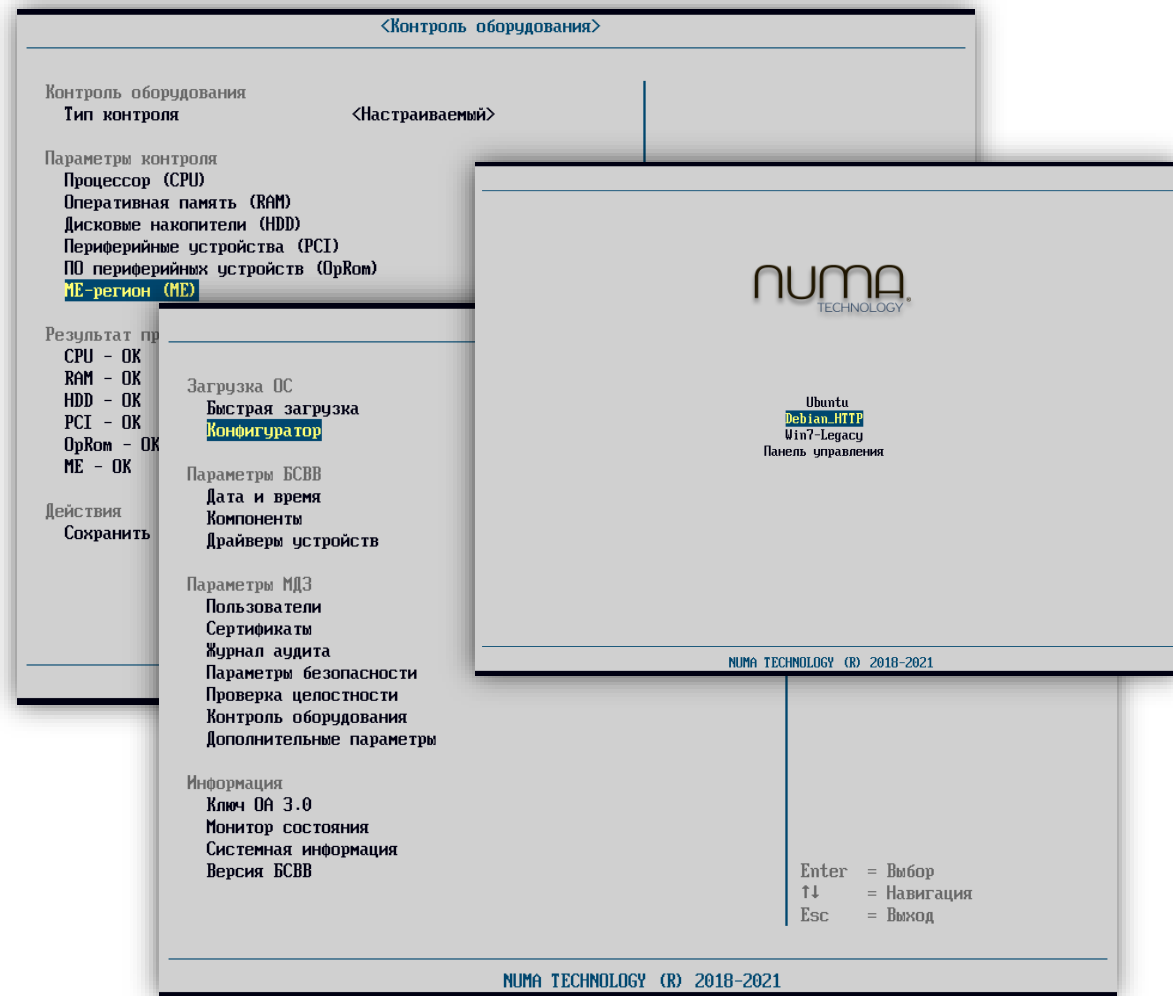 <Контроль оборудования>
Контроль оборудования
Тип контроля <Настраиваемый>
Параметры контроля
Процессор (CPU)
Оперативная память (RAM)
Дисковые накопители (HDD)
Периферийные устройства (PCI)
ПО периферийных устройств (OpRom)
ME-регион (ME)
Результат пр
CPU - OK
RAM - OK
HDD - OK
PCI - OK
OpRom - OK
ME - OK
Действия
Сохранить
Загрузка ОС
Быстрая загрузка
Конфигуратор
Параметры БСВВ
Дата и время
Компоненты
Драйверы устройств
Параметры МДЗ
Пользователи
Сертификаты
Журнал аудита
Параметры безопасности
Проверка целостности
Контроль оборудования
Дополнительные параметры
Информация
Ключ OA 3.0
Монитор состояния
Системная информация
Версия БСВВ
Enter = Выбор
↑↓ = Навигация
Esc = Выход
NUMA TECHNOLOGY (R) 2018-2021
numa
TECHNOLOGY
Ubuntu
Debian_HTTP
Win7-Legacy
Панель управления
NUMA TECHNOLOGY (R) 2018-2021